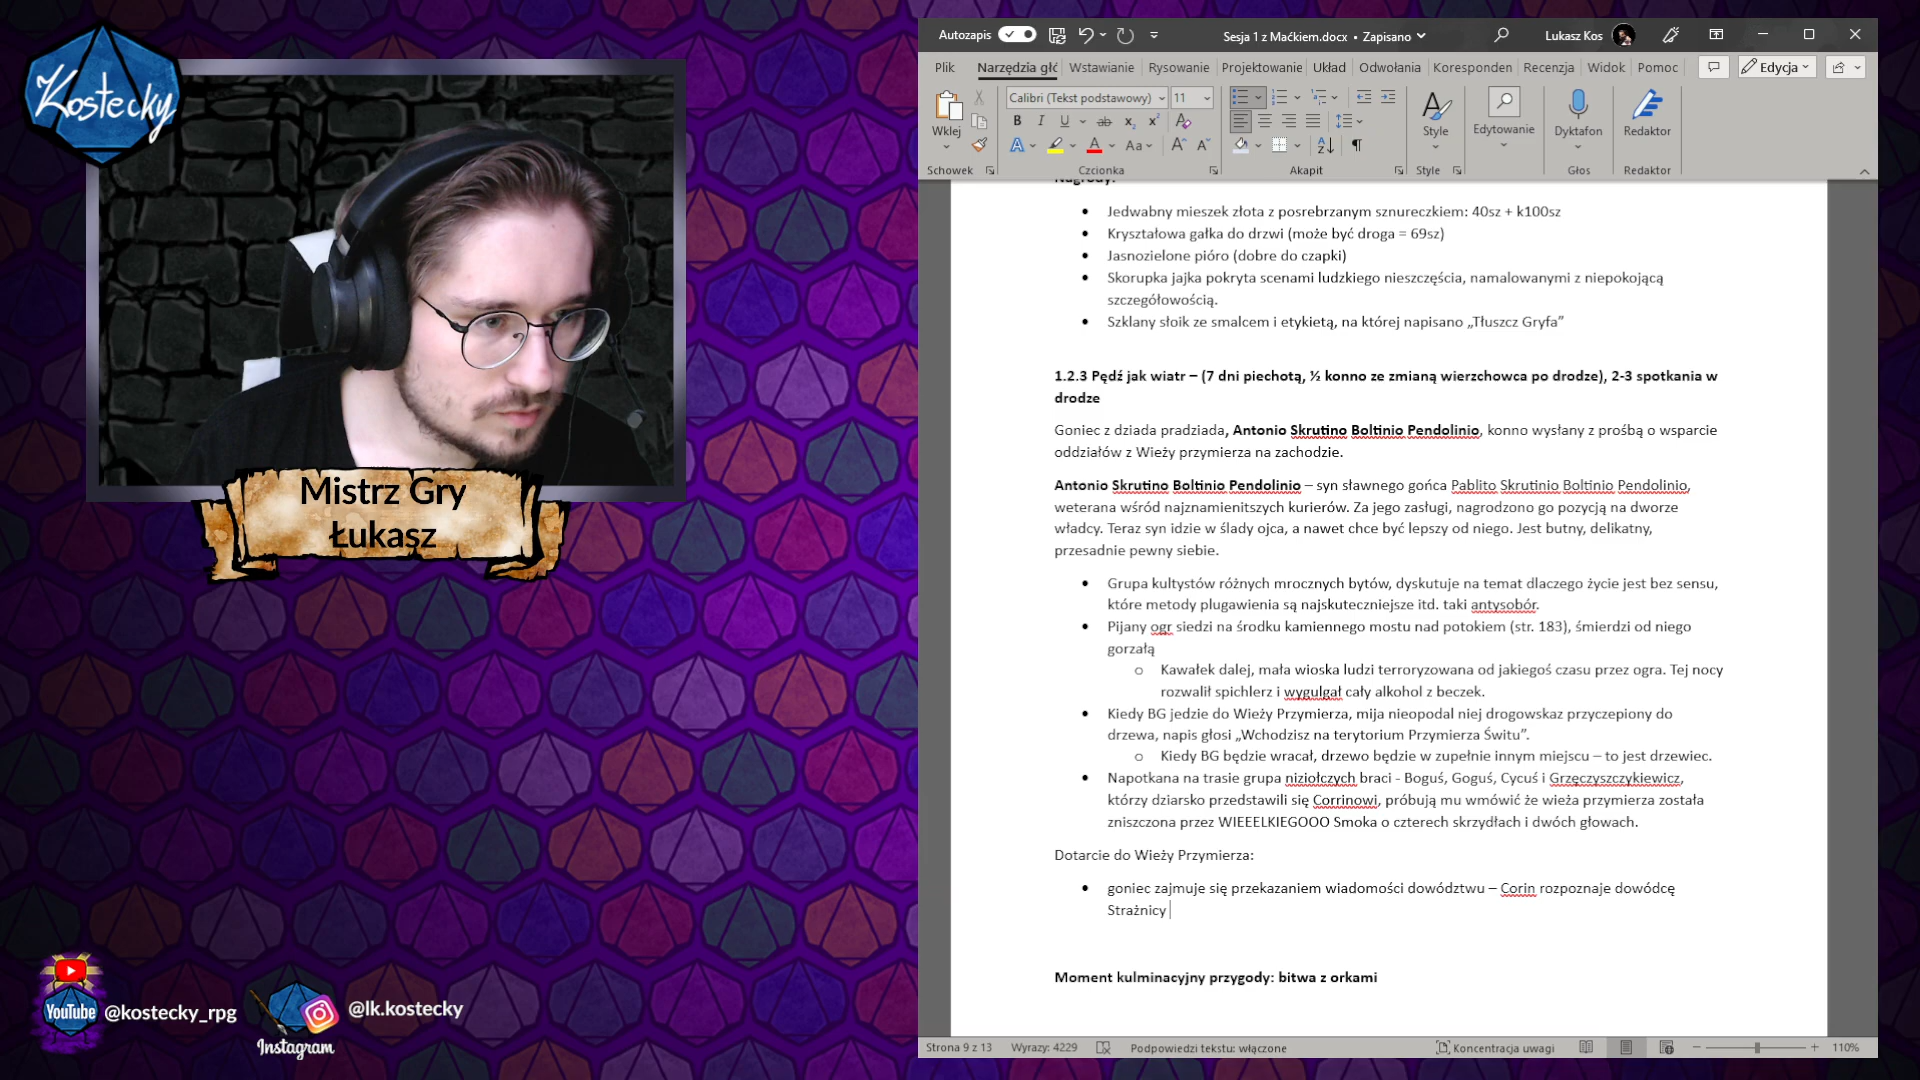 Kostecky
Mistrz Gry
Łukasz
YouTube
@kostecky_rpg
@lk.kostecky
Instagram
Autozapis
Sesja 1 z Maćkiem.docx • Zapisano
Lukasz Kos
Plik Narzędzia głć Wstawianie Rysowanie Projektowanie Układ Odwołania Koresponden Recenzja Widok Pomoc Edycja
Wklej
Calibri (Tekst podstawowy) 11
B I U ab x₂ x²
A A Aa A A
Style
Edytowanie
Dyktafon
Redaktor
Schowek Czcionka Akapit Style Głos Redaktor
Nagrody:
• Jedwabny mieszek złota z posrebrzanym sznureczkiem: 40sz + k100sz
• Kryształowa gałka do drzwi (może być droga = 69sz)
• Jasnozielone pióro (dobre do czapki)
• Skorupka jajka pokryta scenami ludzkiego nieszczęścia, namalowanymi z niepokojącą
szczegółowością.
• Szklany słoik ze smalcem i etykietą, na której napisano „Tłuszcz Gryfa”
1.2.3 Pędź jak wiatr – (7 dni piechotą, ½ konno ze zmianą wierzchowca po drodze), 2-3 spotkania w
drodze
Goniec z dziada pradziada, Antonio Skrutino Boltinio Pendolinio, konno wysłany z prośbą o wsparcie
oddziałów z Wieży przymierza na zachodzie.
Antonio Skrutino Boltinio Pendolinio – syn sławnego gońca Pablito Skrutinio Boltinio Pendolinio,
weterana wśród najznamienitszych kurierów. Za jego zasługi, nagrodzono go pozycją na dworze
władcy. Teraz syn idzie w ślady ojca, a nawet chce być lepszy od niego. Jest butny, delikatny,
przesadnie pewny siebie.
• Grupa kultystów różnych mrocznych bytów, dyskutuje na temat dlaczego życie jest bez sensu,
które metody plugawienia są najskuteczniejsze itd. taki antysobór.
• Pijany ogr siedzi na środku kamiennego mostu nad potokiem (str. 183), śmierdzi od niego
gorzałą
o Kawałek dalej, mała wioska ludzi terroryzowana od jakiegoś czasu przez ogra. Tej nocy
rozwalił spichlerz i wygulgał cały alkohol z beczek.
• Kiedy BG jedzie do Wieży Przymierza, mija nieopodal niej drogowskaz przyczepiony do
drzewa, napis głosi „Wchodzisz na terytorium Przymierza Świtu”.
o Kiedy BG będzie wracał, drzewo będzie w zupełnie innym miejscu – to jest drzewiec.
• Napotkana na trasie grupa niziołczych braci - Boguś, Goguś, Cycuś i Grzęczyszczykiewicz,
którzy dziarsko przedstawili się Corrinowi, próbują mu wmówić że wieża przymierza została
zniszczona przez WIEEELKIEGOOO Smoka o czterech skrzydłach i dwóch głowach.
Dotarcie do Wieży Przymierza:
• goniec zajmuje się przekazaniem wiadomości dowództwu – Corin rozpoznaje dowódcę
Strażnicy
Moment kulminacyjny przygody: bitwa z orkami
Strona 9 z 13 Wyrazy: 4229 Podpowiedzi tekstu: włączone Koncentracja uwagi 110%